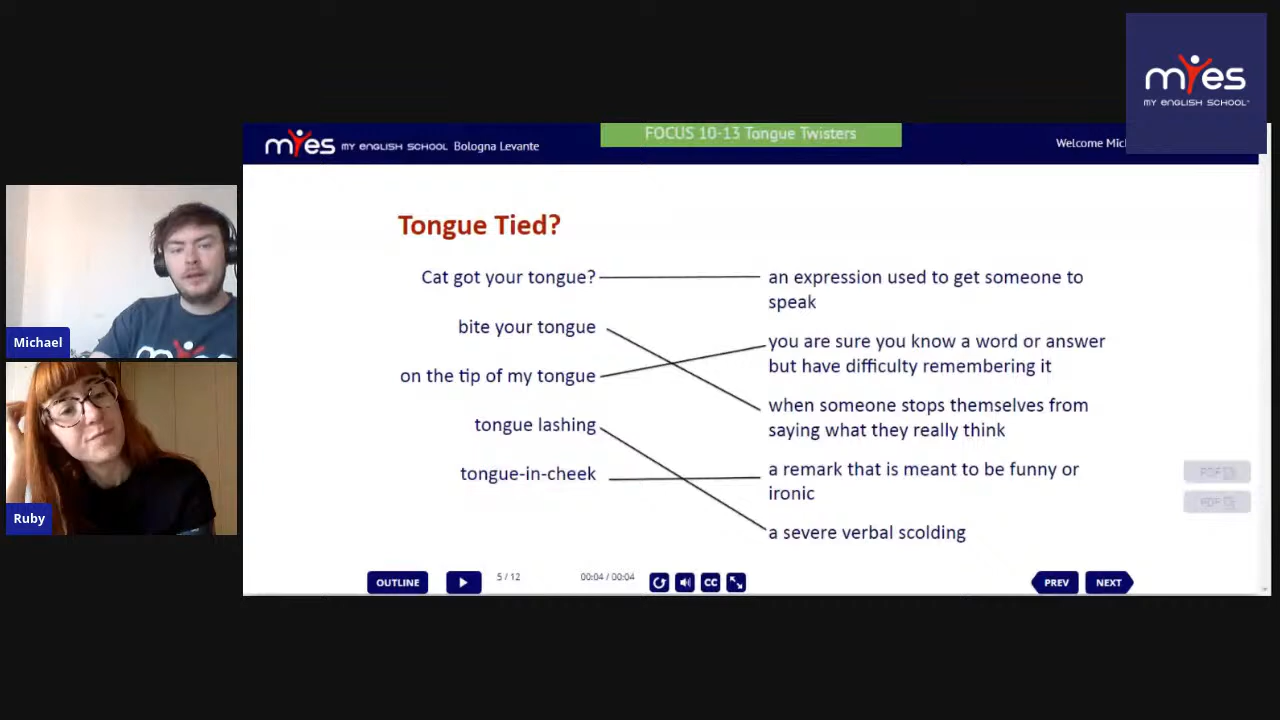 myes
MY ENGLISH SCHOOL
FOCUS 10-13 Tongue Twisters
myes MY ENGLISH SCHOOL Bologna Levante
Welcome
Tongue Tied?
Cat got your tongue?
an expression used to get someone to
speak
bite your tongue
you are sure you know a word or answer
but have difficulty remembering it
on the tip of my tongue
when someone stops themselves from
saying what they really think
tongue lashing
a remark that is meant to be funny or
ironic
tongue-in-cheek
a severe verbal scolding
Michael
Ruby
PDF
PDF
OUTLINE
5 / 12
00:04 / 00:04
CC
PREV
NEXT